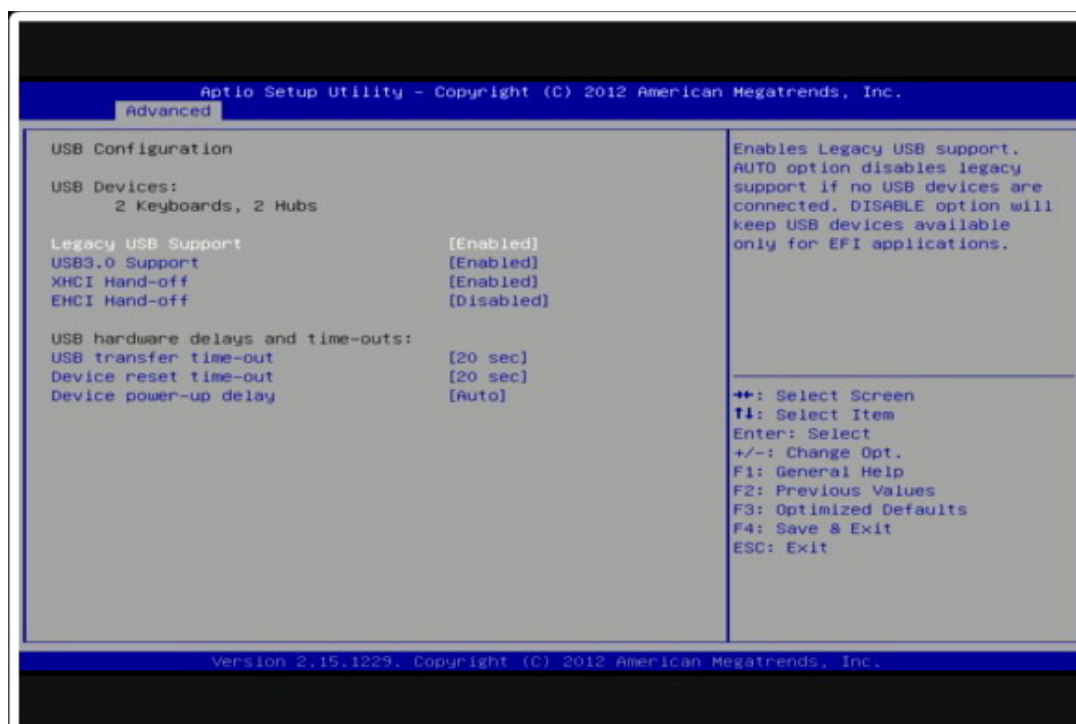 Aptio Setup Utility – Copyright (C) 2012 American Megatrends, Inc.
Advanced
USB Configuration
USB Devices:
2 Keyboards, 2 Hubs
Legacy USB Support [Enabled]
USB3.0 Support [Enabled]
XHCI Hand-off [Enabled]
EHCI Hand-off [Disabled]
USB hardware delays and time-outs:
USB transfer time-out [20 sec]
Device reset time-out [20 sec]
Device power-up delay [Auto]
Enables Legacy USB support.
AUTO option disables legacy
support if no USB devices are
connected. DISABLE option will
keep USB devices available
only for EFI applications.
→←: Select Screen
↑↓: Select Item
Enter: Select
+/-: Change Opt.
F1: General Help
F2: Previous Values
F3: Optimized Defaults
F4: Save & Exit
ESC: Exit
Version 2.15.1229. Copyright (C) 2012 American Megatrends, Inc.